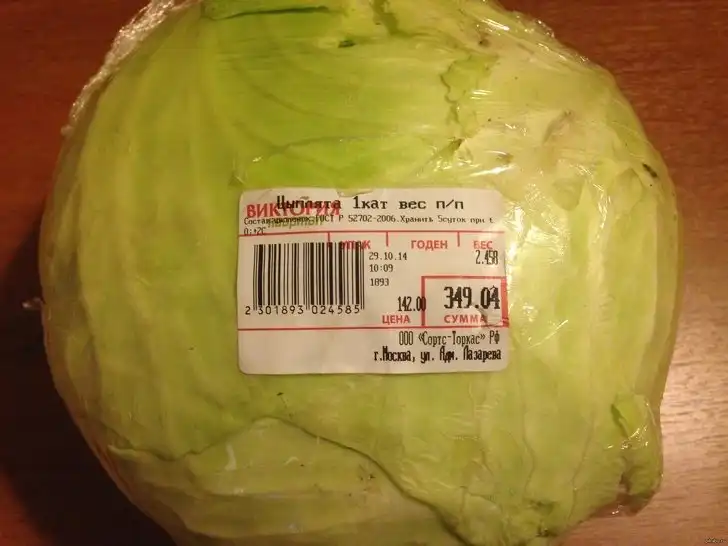 Цыплята 1кат вес п/п
ВИКТОРИЯ
квартал
ГОСТ Р 52702-2006.Хранить 5суток при t
0;+2С
УПАК ГОДЕН ВЕС
29.10.14 2.458
10:09
1893
2 301893 024585
142.00 349.04
ЦЕНА СУММА
ООО «Сортс-Торкас» РФ
г.Москва, ул. Адм. Лазарева